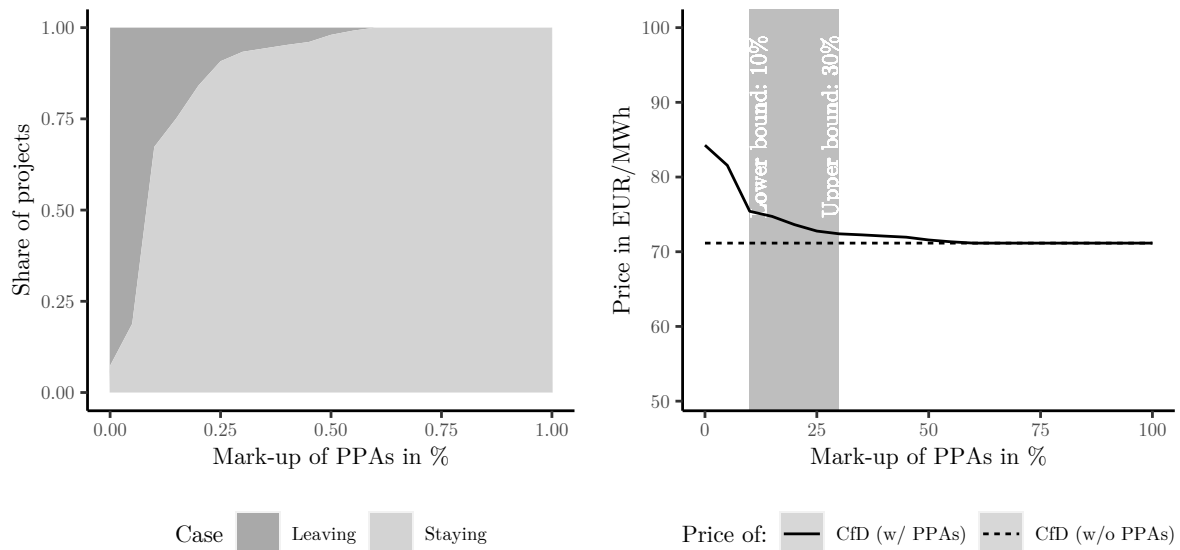 1.00
0.75
0.50
0.25
0.00
Share of projects
0.00 0.25 0.50 0.75 1.00
Mark-up of PPAs in %
Case Leaving Staying
100
90
80
70
60
50
Price in EUR/MWh
Lower bound: 10%
Upper bound: 30%
0 25 50 75 100
Mark-up of PPAs in %
Price of: CfD (w/ PPAs) CfD (w/o PPAs)